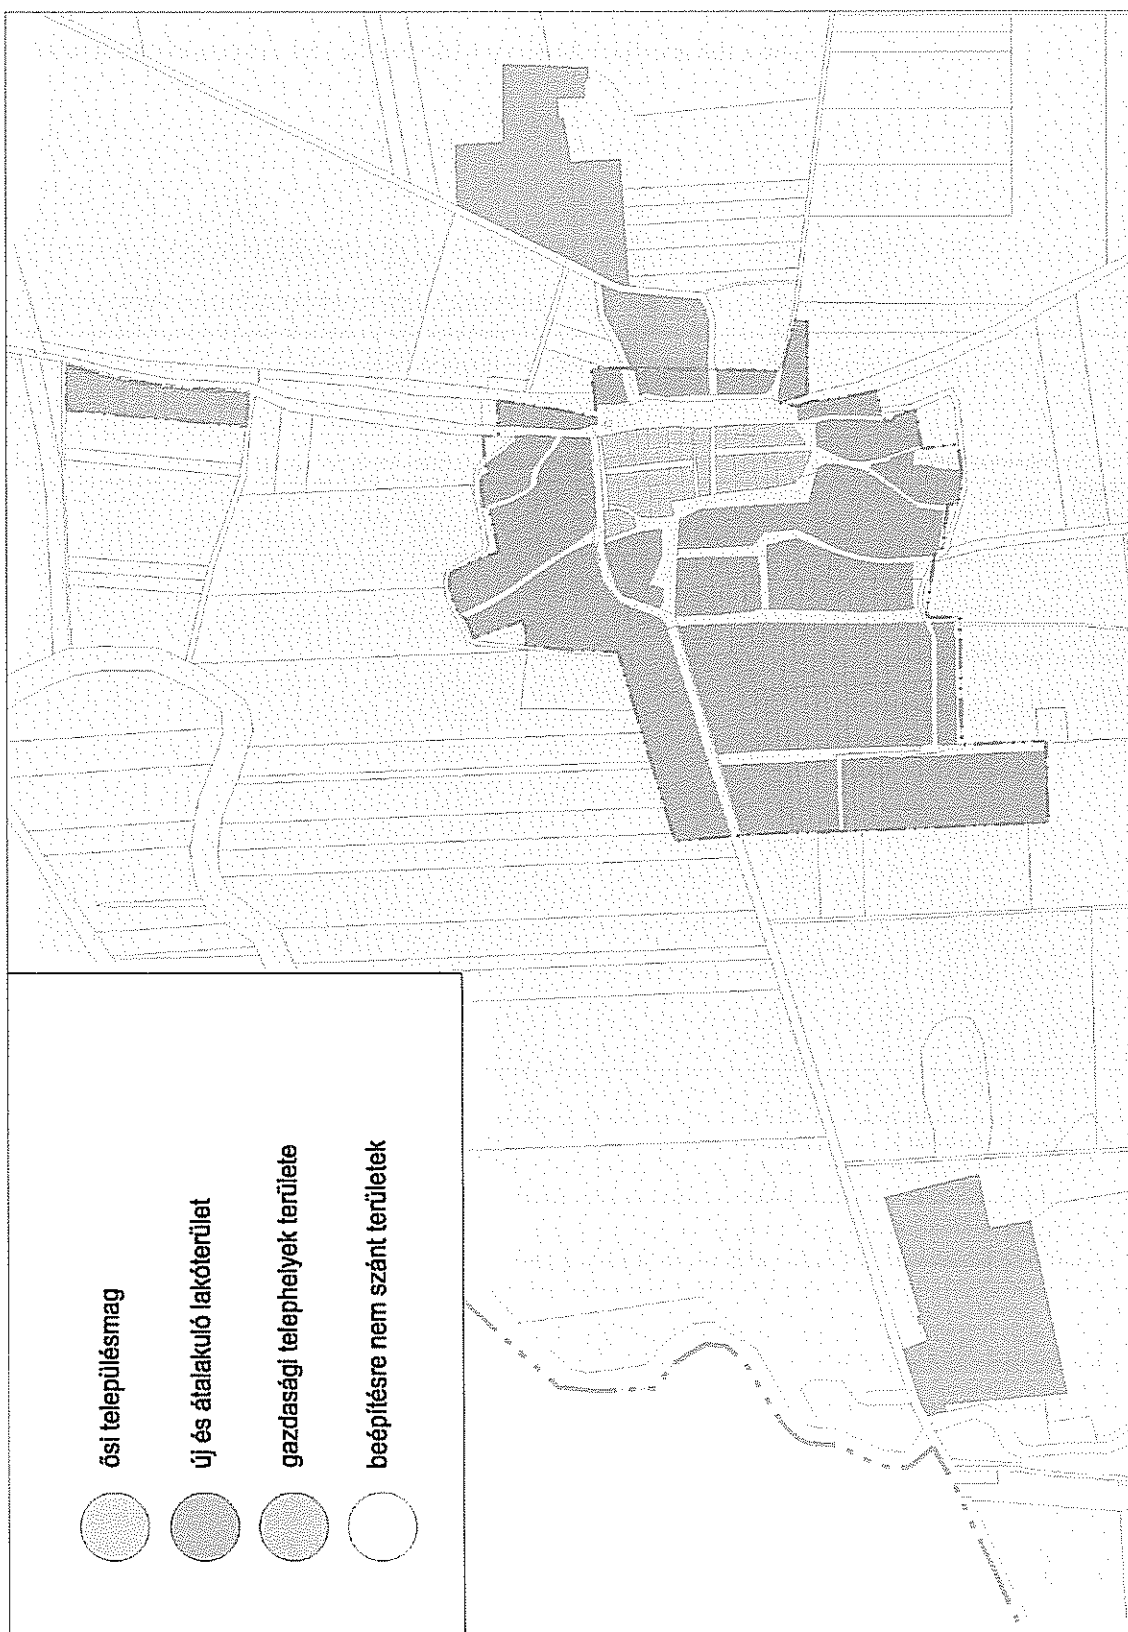 ősi településmag
új és átalakuló lakóterület
gazdasági telephelyek területe
beépítésre nem szánt területek